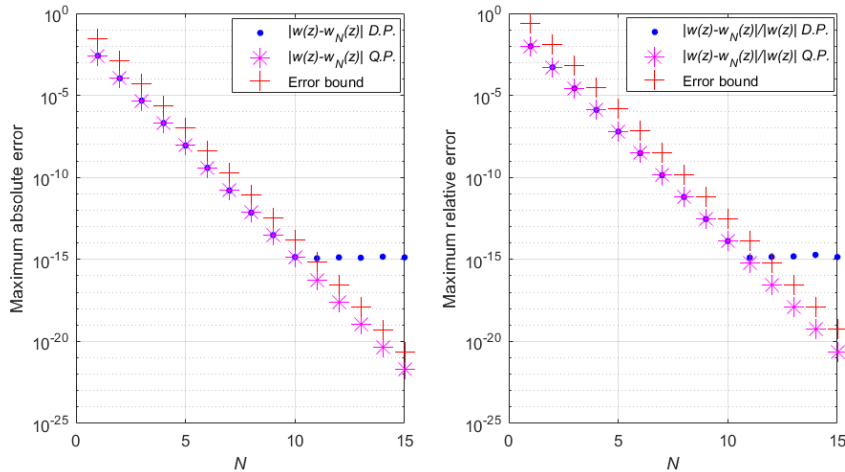 |w(z)-w_N(z)| D.P.
|w(z)-w_N(z)| Q.P.
Error bound
Maximum absolute error
10^0
10^-5
10^-10
10^-15
10^-20
10^-25
0 5 10 15
N
|w(z)-w_N(z)|/|w(z)| D.P.
|w(z)-w_N(z)|/|w(z)| Q.P.
Error bound
Maximum relative error
10^0
10^-5
10^-10
10^-15
10^-20
10^-25
0 5 10 15
N